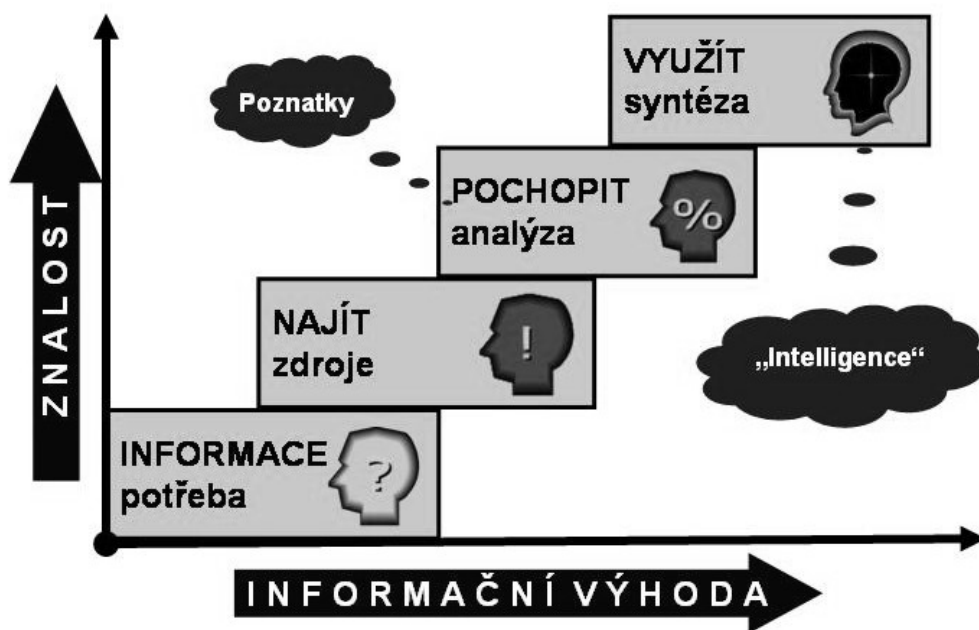 VYUŽÍT
syntéza
Poznatky
POCHOPIT
analýza
%
ZNALOST
NAJÍT
zdroje
!
„Intelligence“
INFORMACE
potřeba
?
INFORMAČNÍ VÝHODA